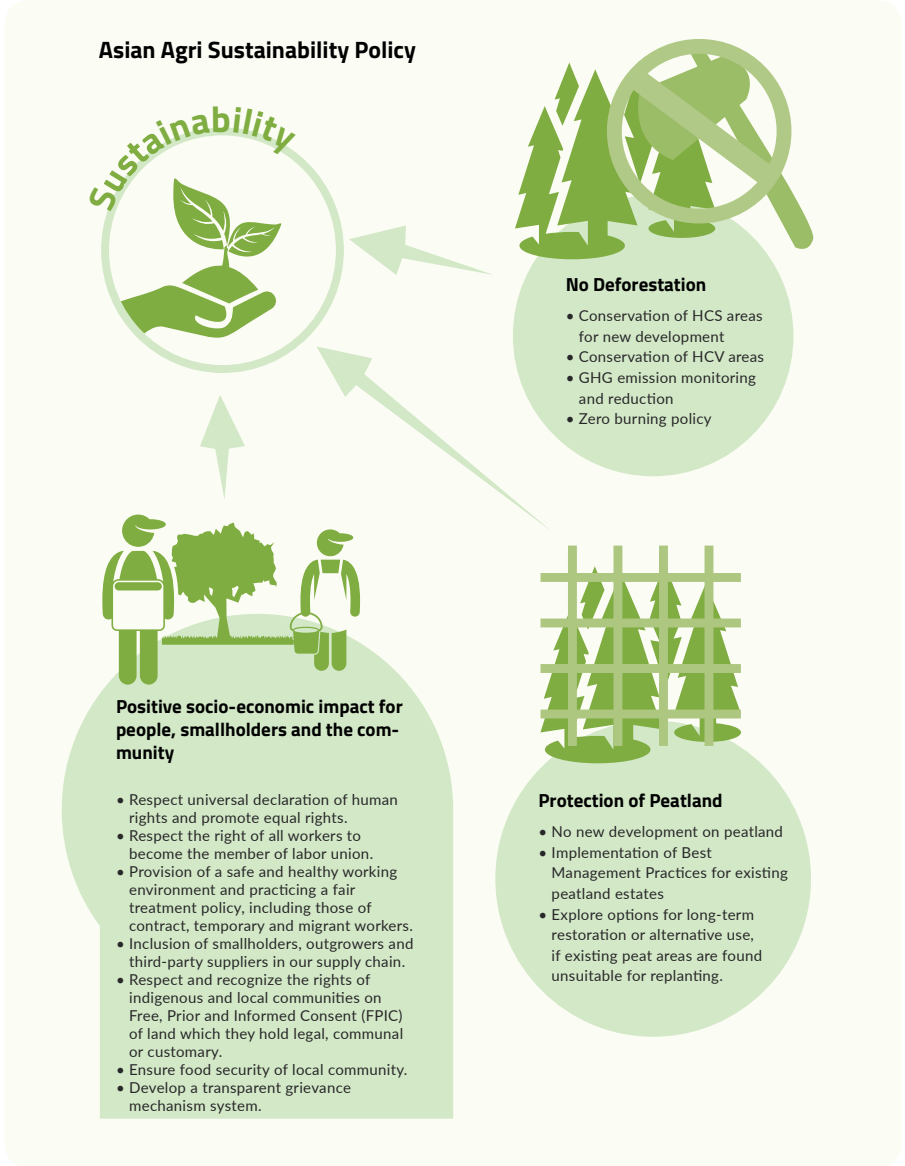 Asian Agri Sustainability Policy
Sustainability
No Deforestation
• Conservation of HCS areas
for new development
• Conservation of HCV areas
• GHG emission monitoring
and reduction
• Zero burning policy
Positive socio-economic impact for
people, smallholders and the com-
munity
• Respect universal declaration of human
rights and promote equal rights.
• Respect the right of all workers to
become the member of labor union.
• Provision of a safe and healthy working
environment and practicing a fair
treatment policy, including those of
contract, temporary and migrant workers.
• Inclusion of smallholders, outgrowers and
third-party suppliers in our supply chain.
• Respect and recognize the rights of
indigenous and local communities on
Free, Prior and Informed Consent (FPIC)
of land which they hold legal, communal
or customary.
• Ensure food security of local community.
• Develop a transparent grievance
mechanism system.
Protection of Peatland
• No new development on peatland
• Implementation of Best
Management Practices for existing
peatland estates
• Explore options for long-term
restoration or alternative use,
if existing peat areas are found
unsuitable for replanting.